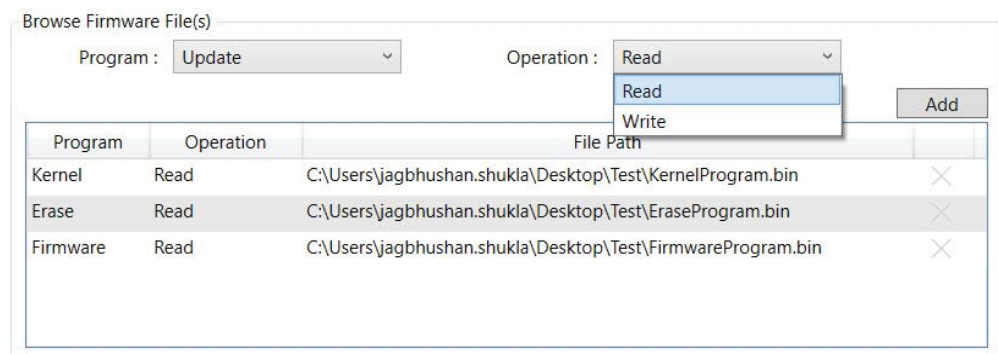 Browse Firmware File(s)
Program : Update Operation : Read
Read
Write
Add
Program Operation File Path
Kernel Read C:\Users\jagbhushan.shukla\Desktop\Test\KernelProgram.bin
Erase Read C:\Users\jagbhushan.shukla\Desktop\Test\EraseProgram.bin
Firmware Read C:\Users\jagbhushan.shukla\Desktop\Test\FirmwareProgram.bin